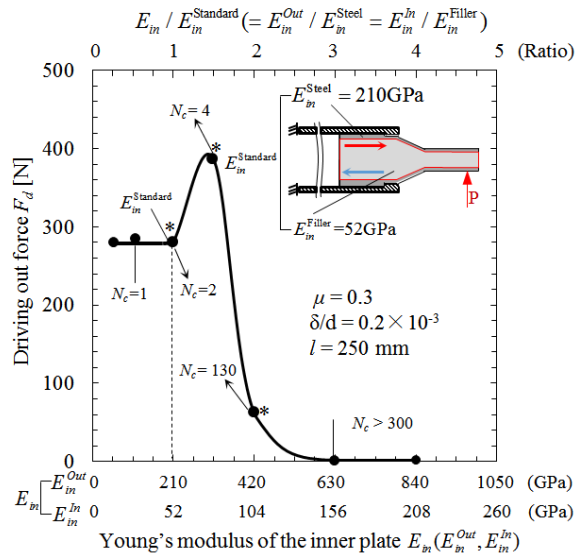 E_in / E_in^Standard (= E_in^Out / E_in^Steel = E_in^In / E_in^Filler)
0 1 2 3 4 5 (Ratio)
500
400
300
200
100
0
Driving out force F_d [N]
N_c= 4
E_in^Standard
E_in^Standard
N_c=1
N_c=2
N_c= 130
N_c > 300
E_in^Steel = 210GPa
E_in^Filler =52GPa
P
μ = 0.3
δ/d = 0.2 × 10^-3
l = 250 mm
* * *
E_in
E_in^Out 0 210 420 630 840 1050 (GPa)
E_in^In 0 52 104 156 208 260 (GPa)
Young's modulus of the inner plate E_in(E_in^Out, E_in^In)